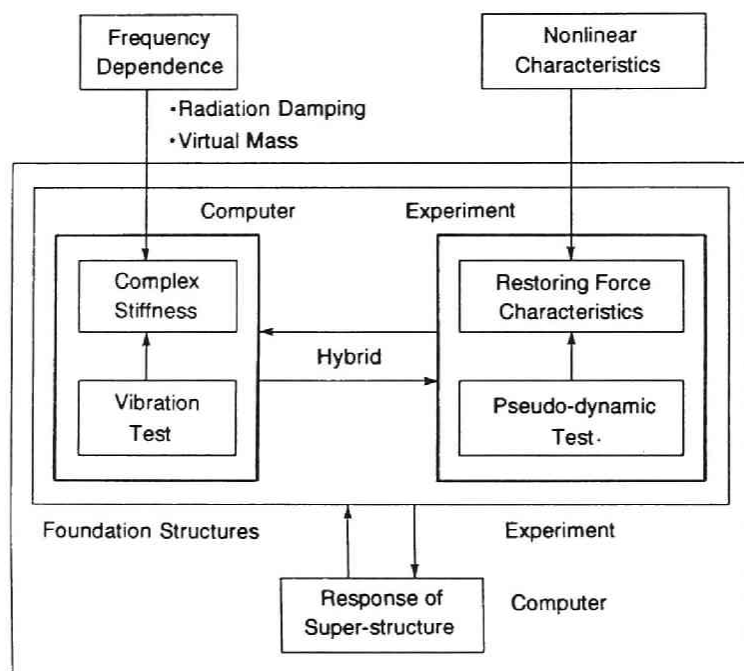 Frequency
Dependence
Nonlinear
Characteristics
•Radiation Damping
•Virtual Mass
Computer
Experiment
Complex
Stiffness
Restoring Force
Characteristics
Hybrid
Vibration
Test
Pseudo-dynamic
Test.
Foundation Structures
Experiment
Response of
Super-structure
Computer